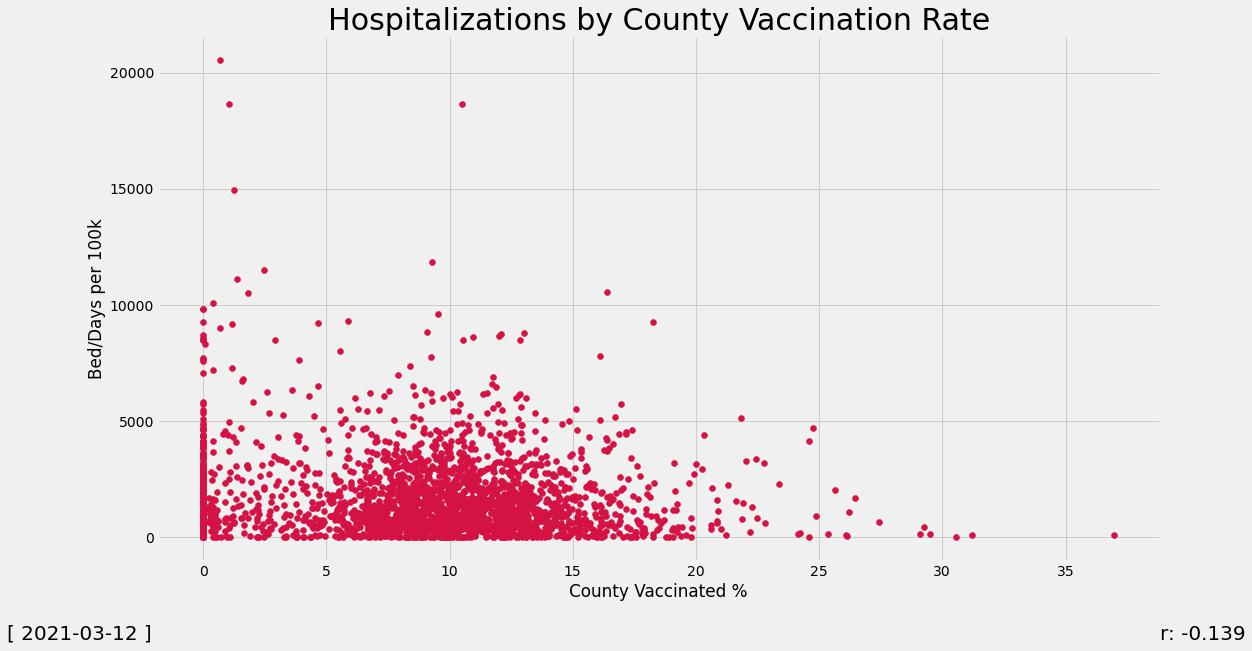 Hospitalizations by County Vaccination Rate
20000
15000
10000
5000
0
Bed/Days per 100k
0 5 10 15 20 25 30 35
County Vaccinated %
[ 2021-03-12 ]
r: -0.139